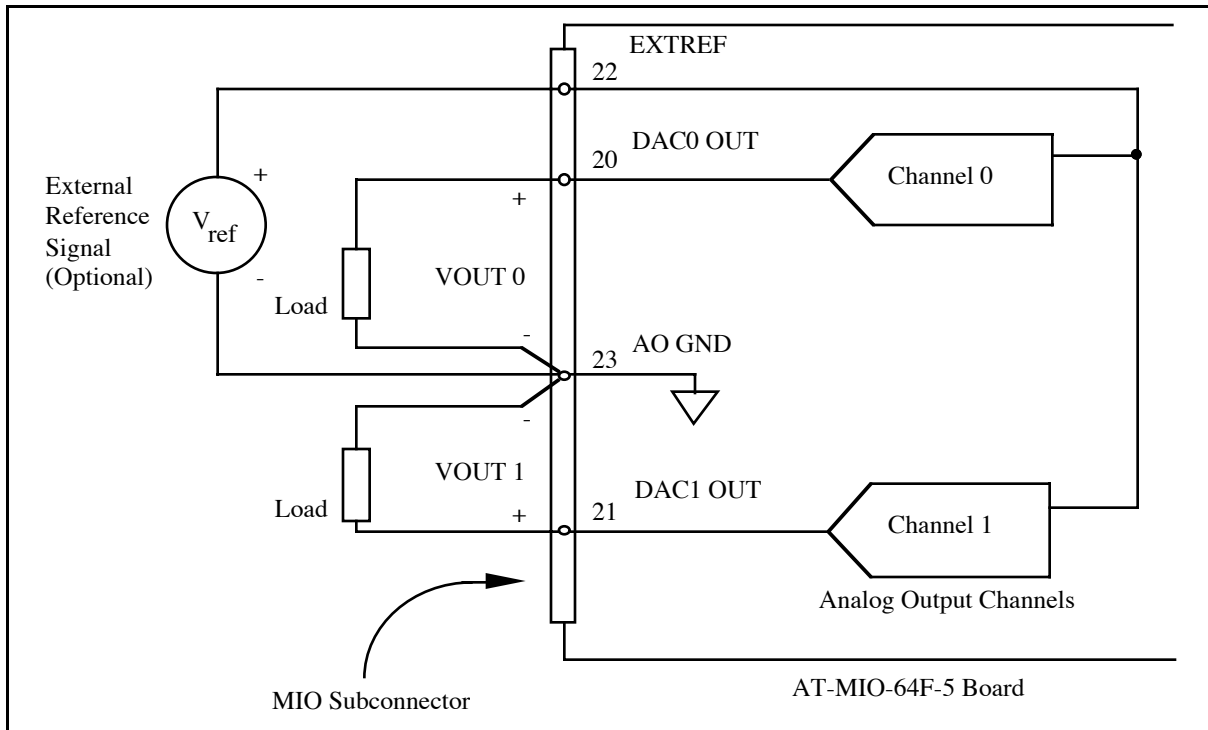 EXTREF
22
DAC0 OUT
20
Channel 0
External
Reference
Signal
(Optional)
+
V
ref
-
+
VOUT 0
Load
-
AO GND
23
-
VOUT 1
DAC1 OUT
Load
+
21
Channel 1
Analog Output Channels
MIO Subconnector
AT-MIO-64F-5 Board